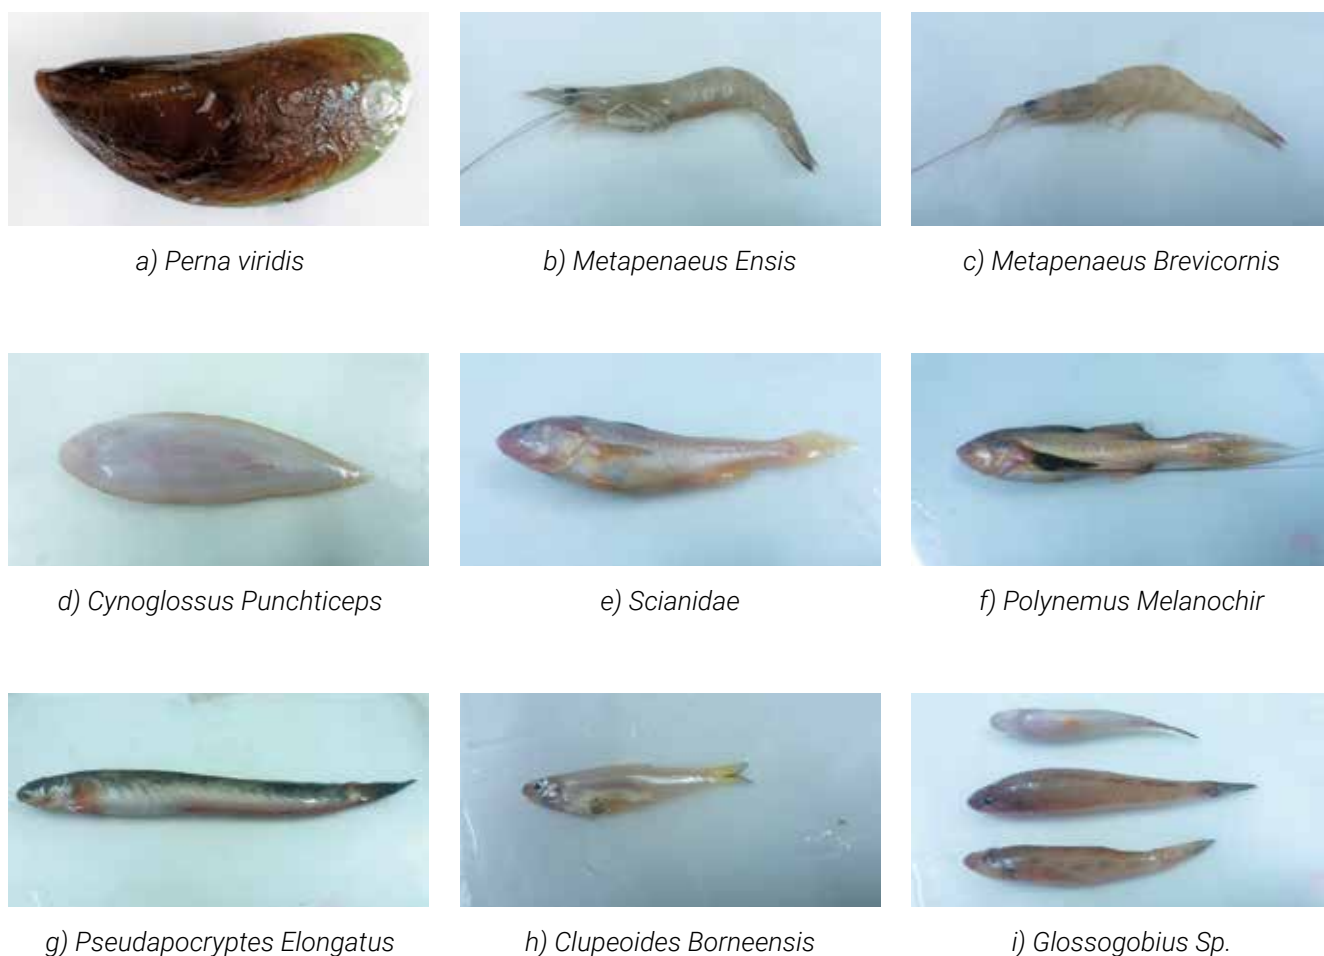 a) Perna viridis
b) Metapenaeus Ensis
c) Metapenaeus Brevicornis
d) Cynoglossus Punchticeps
e) Scianidae
f) Polynemus Melanochir
g) Pseudapocryptes Elongatus
h) Clupeoides Borneensis
i) Glossogobius Sp.